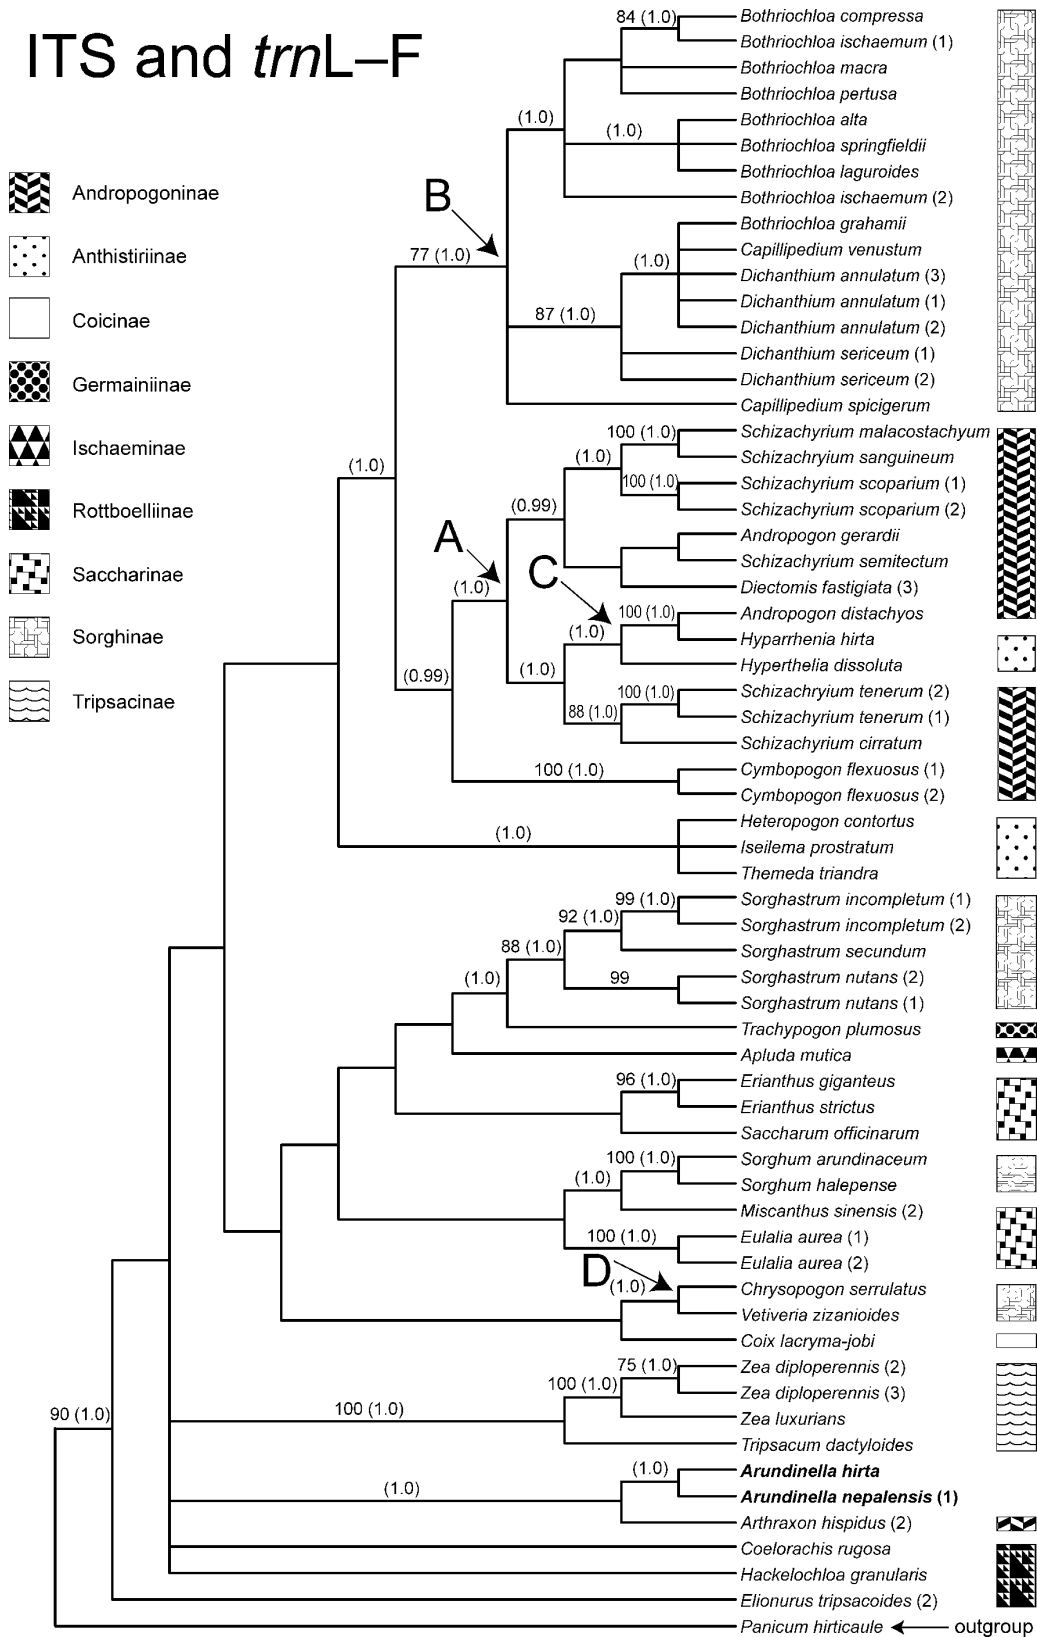 ITS and trnL–F
Andropogoninae
Anthistiriinae
Coicinae
Germainiinae
Ischaeminae
Rottboelliinae
Saccharinae
Sorghinae
Tripsacinae
84 (1.0)
Bothriochloa compressa
Bothriochloa ischaemum (1)
Bothriochloa macra
Bothriochloa pertusa
(1.0)
Bothriochloa alta
(1.0)
Bothriochloa springfieldii
Bothriochloa laguroides
Bothriochloa ischaemum (2)
B
Bothriochloa grahamii
77 (1.0)
Capillipedium venustum
(1.0)
Dichanthium annulatum (3)
Dichanthium annulatum (1)
87 (1.0)
Dichanthium annulatum (2)
Dichanthium sericeum (1)
Dichanthium sericeum (2)
Capillipedium spicigerum
100 (1.0)
Schizachyrium malacostachyum
(1.0)
(1.0)
Schizachryium sanguineum
100 (1.0)
Schizachyrium scoparium (1)
(0.99)
Schizachyrium scoparium (2)
A
Andropogon gerardii
Schizachyrium semitectum
C
(1.0)
Diectomis fastigiata (3)
100 (1.0)
Andropogon distachyos
(1.0)
Hyparrhenia hirta
(0.99)
(1.0)
Hyperthelia dissoluta
100 (1.0)
Schizachryium tenerum (2)
88 (1.0)
Schizachyrium tenerum (1)
Schizachyrium cirratum
100 (1.0)
Cymbopogon flexuosus (1)
Cymbopogon flexuosus (2)
Heteropogon contortus
(1.0)
Iseilema prostratum
Themeda triandra
99 (1.0)
Sorghastrum incompletum (1)
92 (1.0)
Sorghastrum incompletum (2)
88 (1.0)
Sorghastrum secundum
(1.0)
99
Sorghastrum nutans (2)
Sorghastrum nutans (1)
Trachypogon plumosus
Apluda mutica
96 (1.0)
Erianthus giganteus
Erianthus strictus
Saccharum officinarum
100 (1.0)
Sorghum arundinaceum
(1.0)
Sorghum halepense
Miscanthus sinensis (2)
100 (1.0)
Eulalia aurea (1)
Eulalia aurea (2)
D
(1.0)
Chrysopogon serrulatus
Vetiveria zizanioides
Coix lacryma-jobi
75 (1.0)
Zea diploperennis (2)
100 (1.0)
Zea diploperennis (3)
100 (1.0)
Zea luxurians
90 (1.0)
Tripsacum dactyloides
(1.0)
Arundinella hirta
(1.0)
Arundinella nepalensis (1)
Arthraxon hispidus (2)
Coelorachis rugosa
Hackelochloa granularis
Elionurus tripsacoides (2)
Panicum hirticaule
outgroup